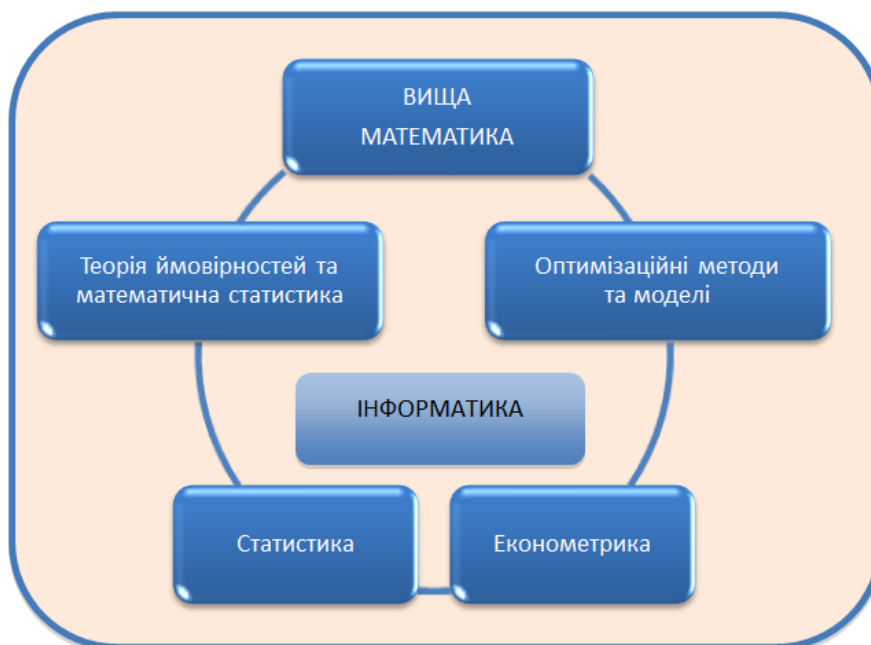 ВИЩА
МАТЕМАТИКА
Теорія ймовірностей та
математична статистика
Оптимізаційні методи
та моделі
ІНФОРМАТИКА
Статистика
Економетрика